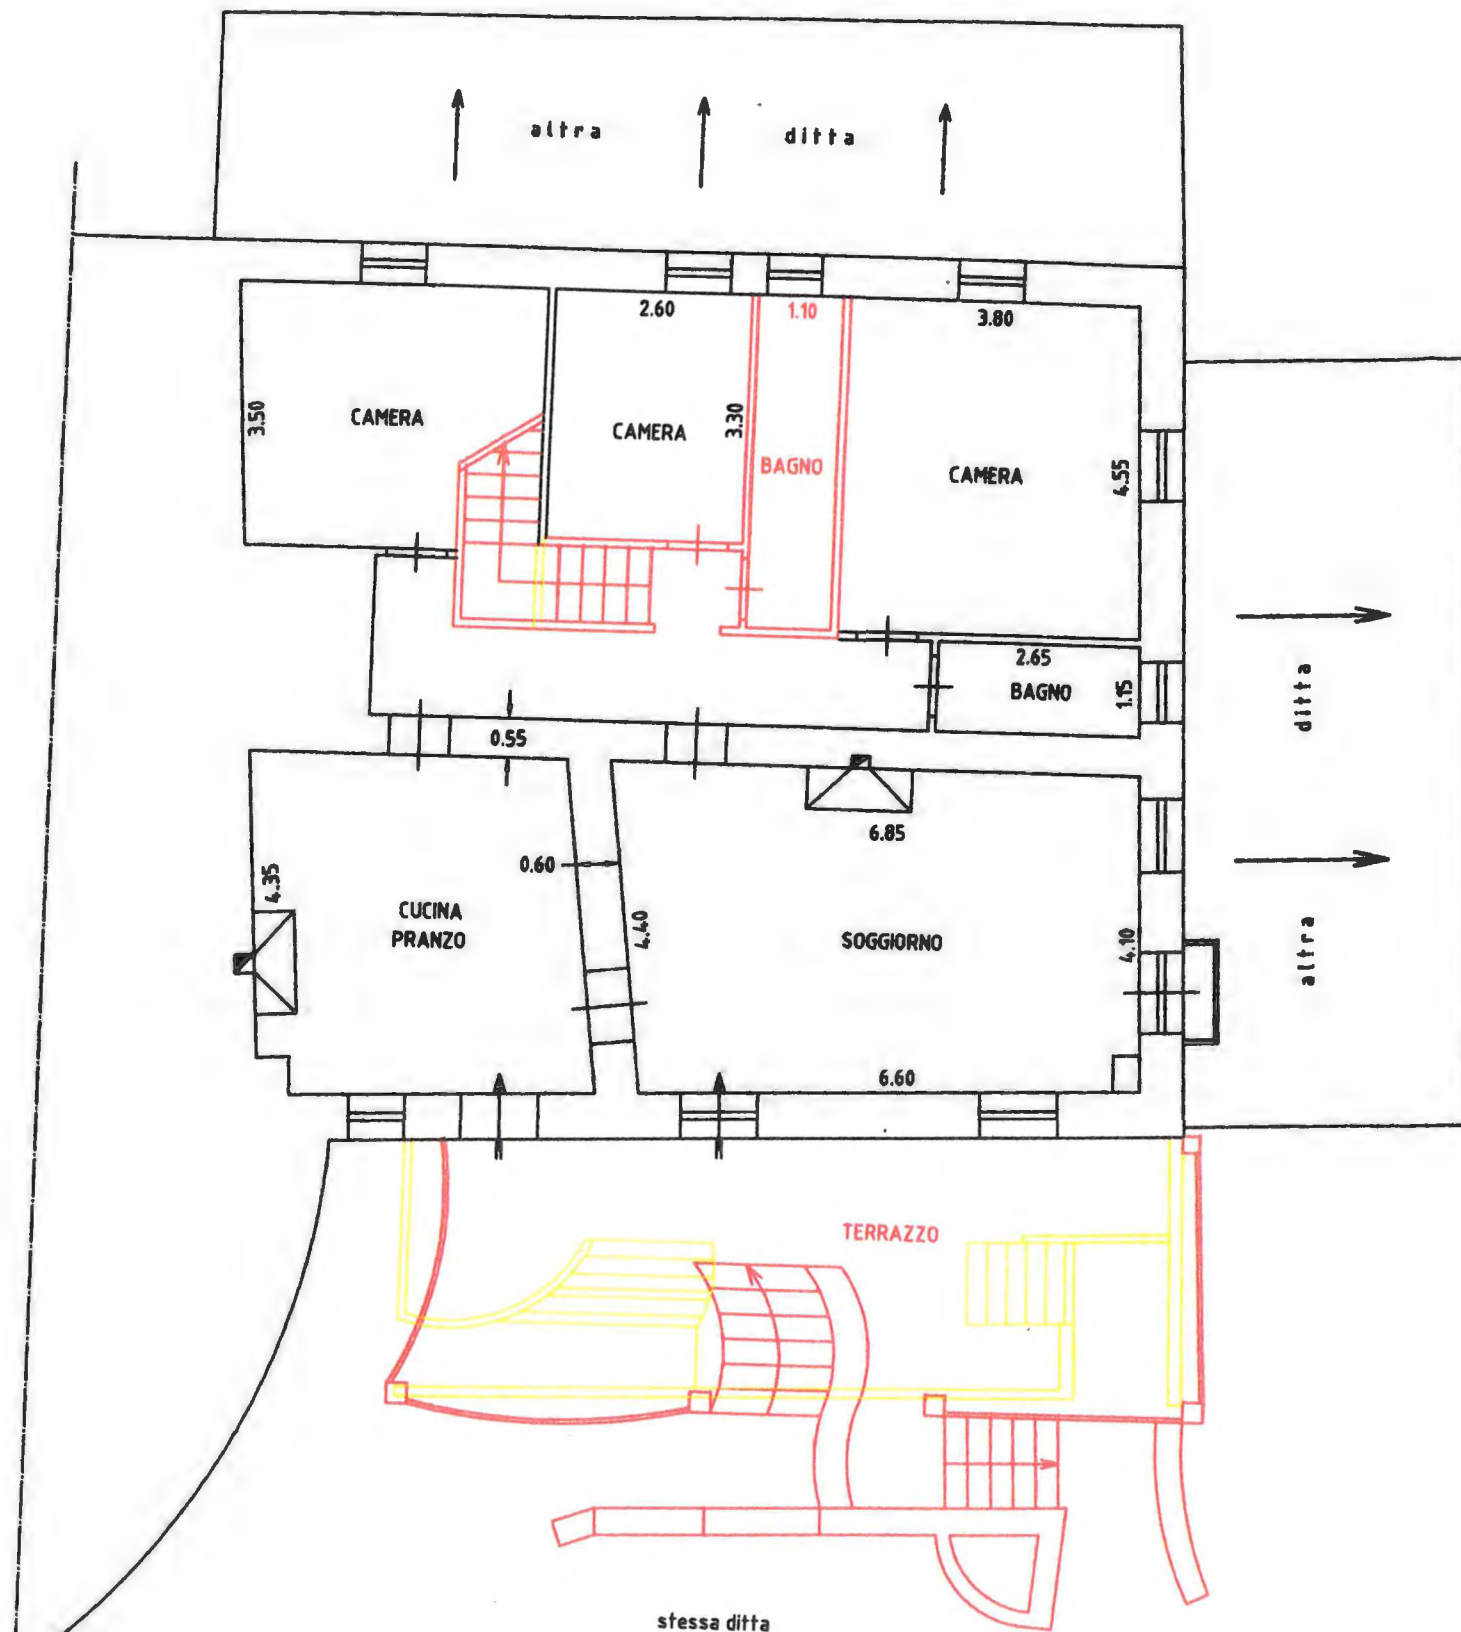 altra ditta
2.60
1.10
3.80
3.50
CAMERA
CAMERA
3.30
BAGNO
CAMERA
4.55
2.65
BAGNO
1.15
ditta
0.55
6.85
0.60
4.35
CUCINA
PRANZO
4.40
SOGGIORNO
4.10
altra
6.60
TERRAZZO
stessa ditta